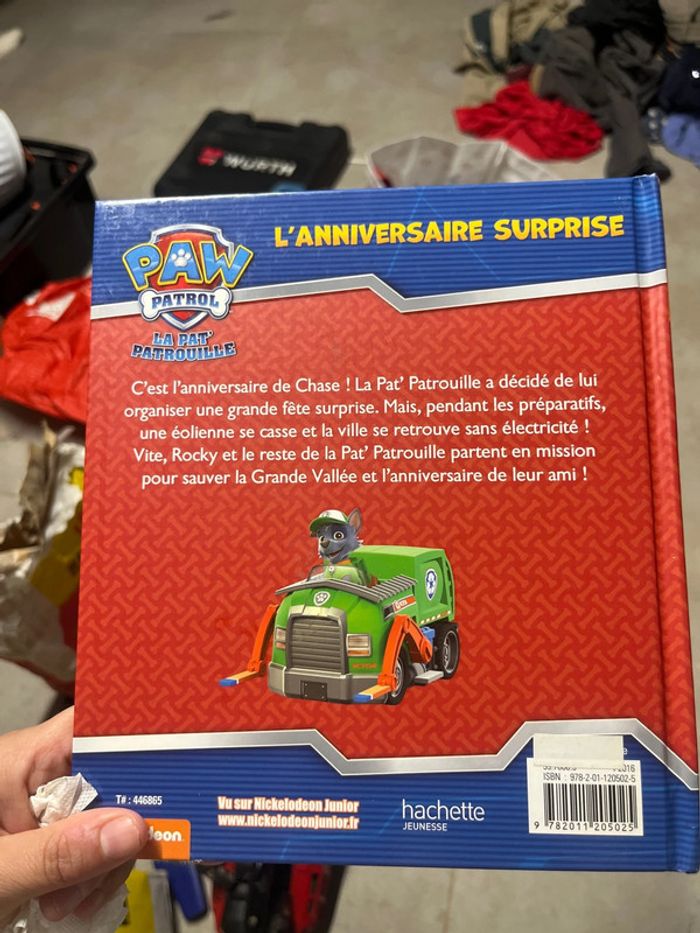 WÜRTH
L'ANNIVERSAIRE SURPRISE
PAW
PATROL
LA PAT'
PATROUILLE
C'est l'anniversaire de Chase ! La Pat' Patrouille a décidé de lui
organiser une grande fête surprise. Mais, pendant les préparatifs,
une éolienne se casse et la ville se retrouve sans électricité !
Vite, Rocky et le reste de la Pat' Patrouille partent en mission
pour sauver la Grande Vallée et l'anniversaire de leur ami !
ISBN : 978-2-01-120502-5
9 782011 205025
T# : 446865
Vu sur Nickelodeon Junior
www.nickelodeonjunior.fr
hachette
JEUNESSE